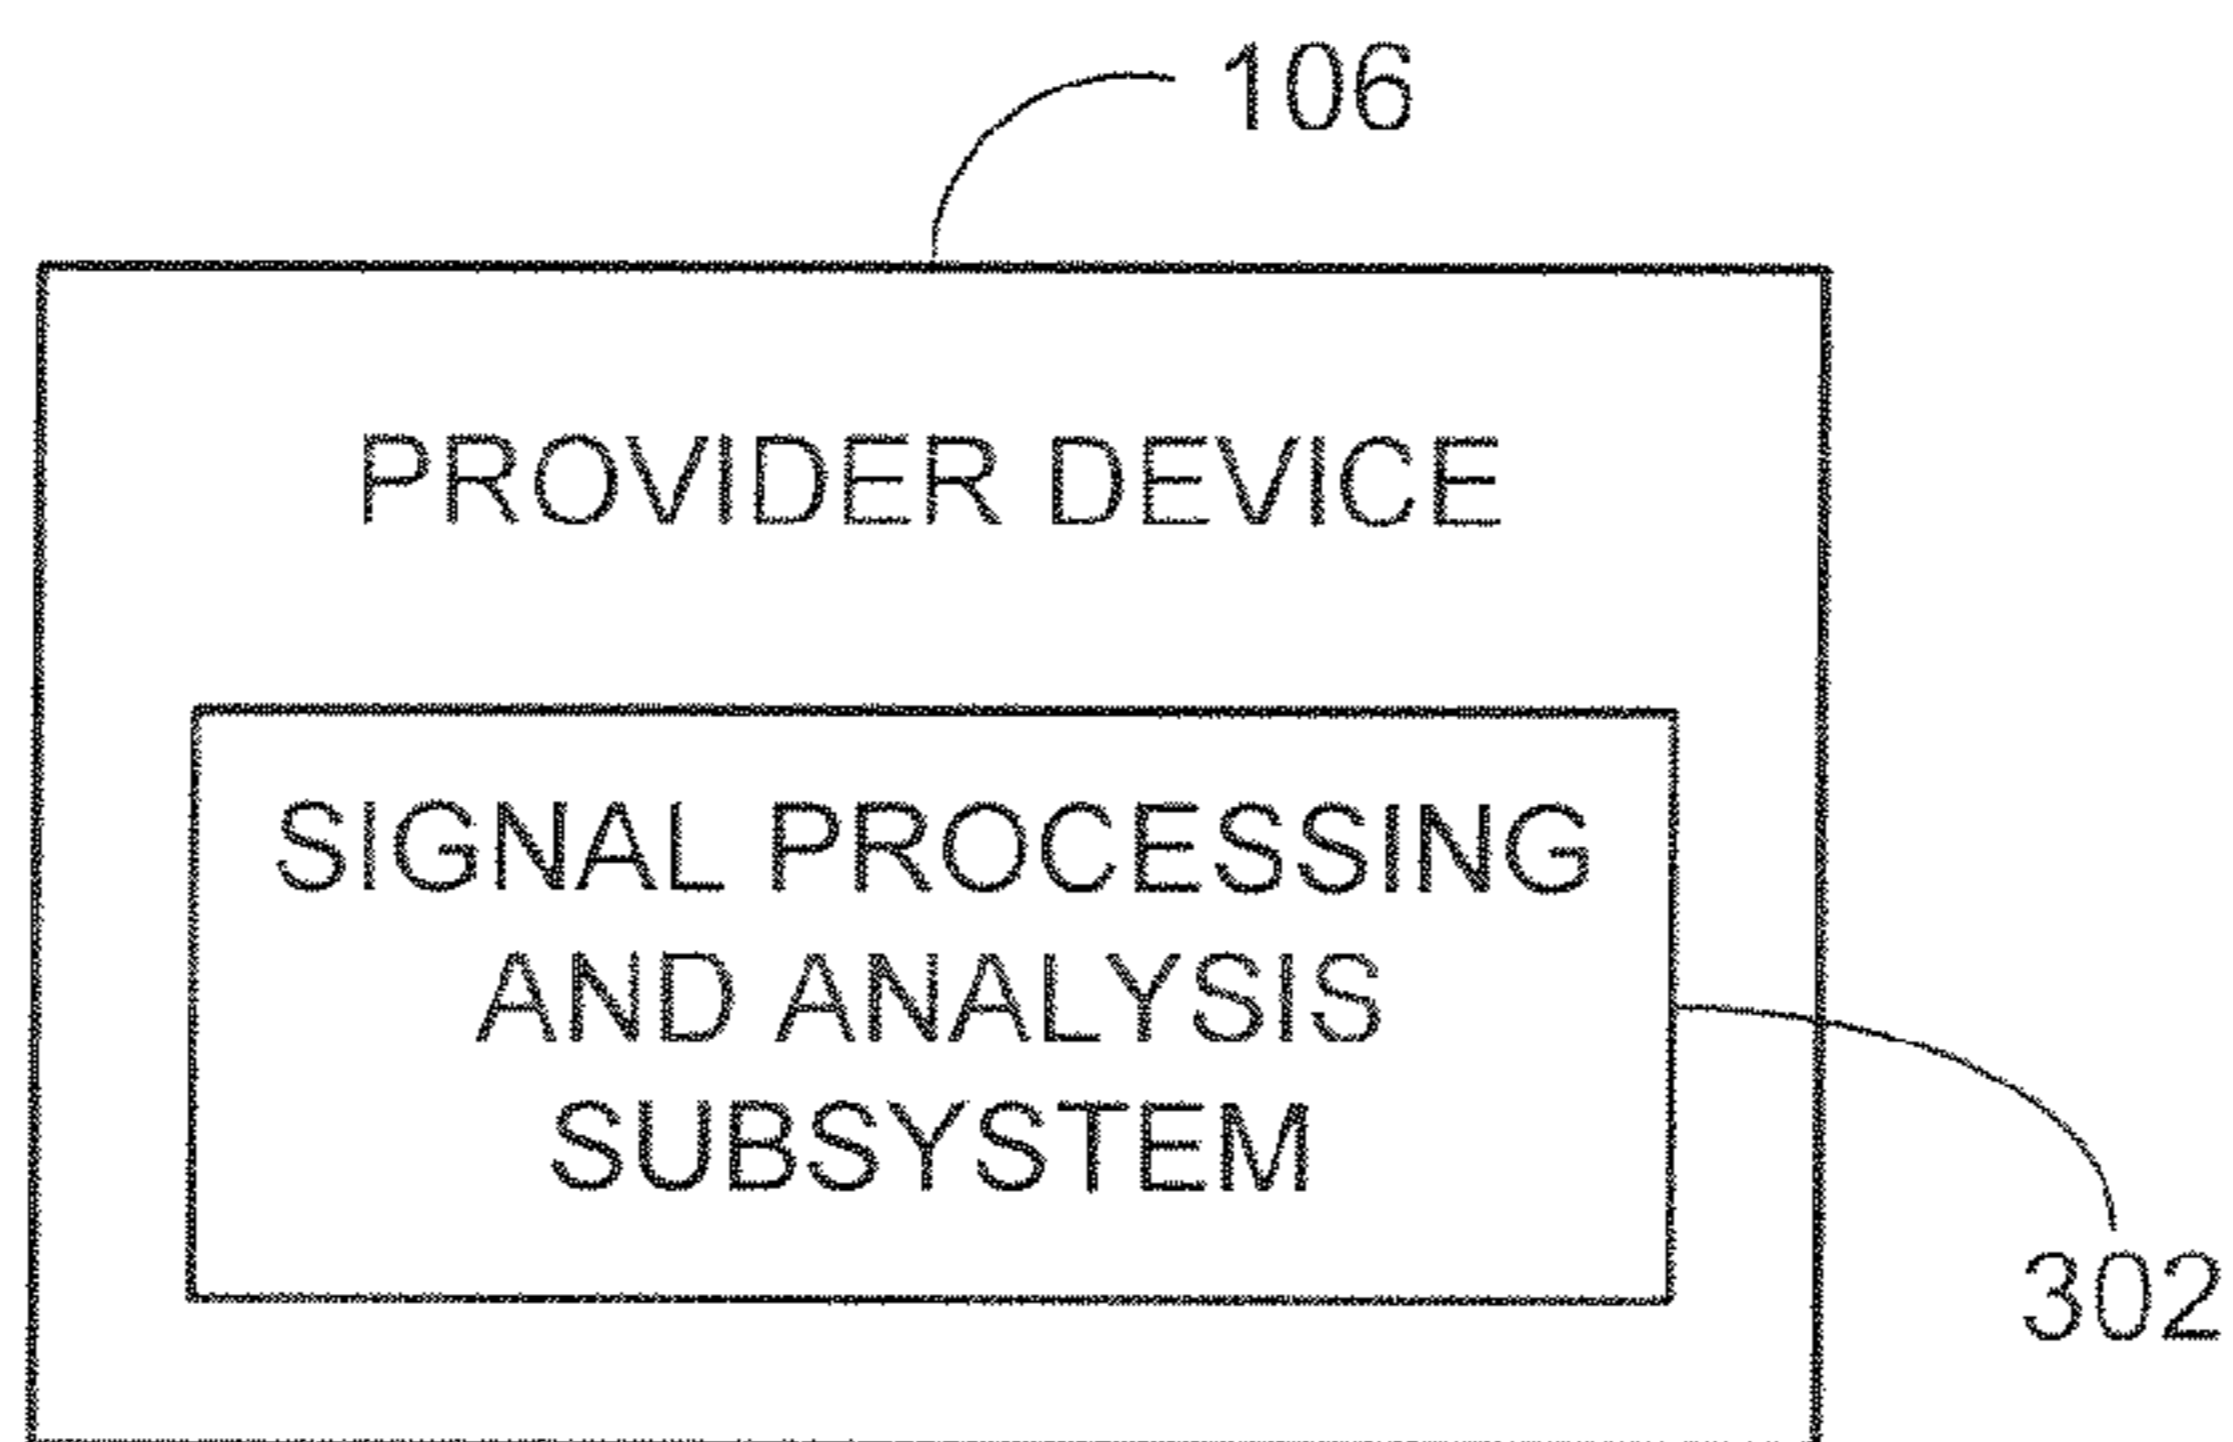 106
PROVIDER DEVICE
SIGNAL PROCESSING
AND ANALYSIS
SUBSYSTEM
302